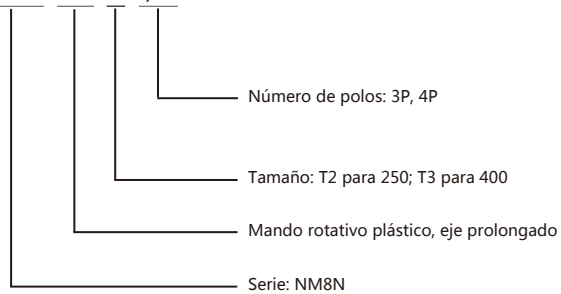 Número de polos: 3P, 4P
Tamaño: T2 para 250; T3 para 400
Mando rotativo plástico, eje prolongado
Serie: NM8N